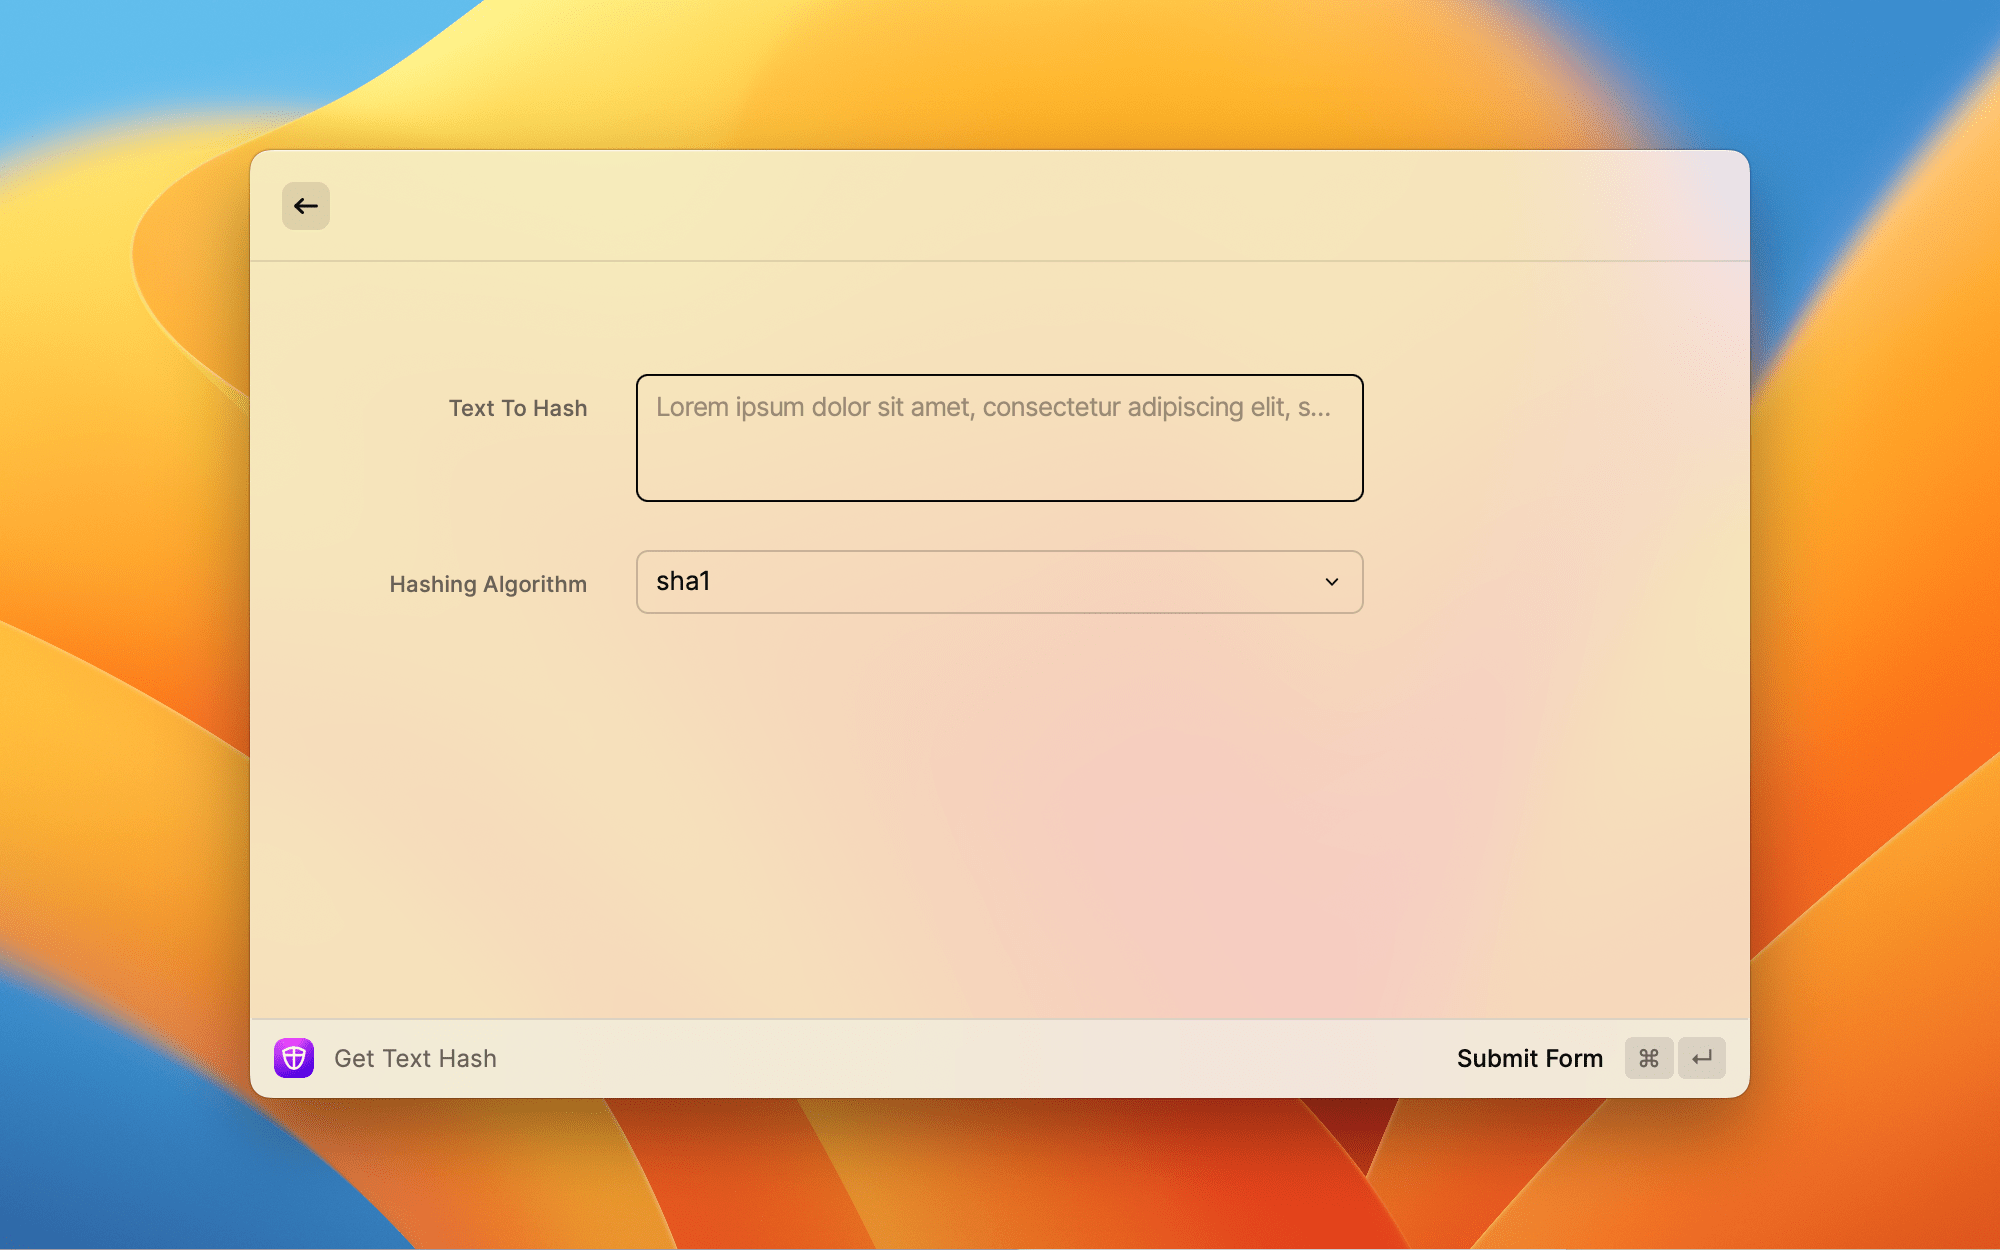 Text To Hash
Lorem ipsum dolor sit amet, consectetur adipiscing elit, s...
Hashing Algorithm
sha1
Get Text Hash
Submit Form ⌘ ↵